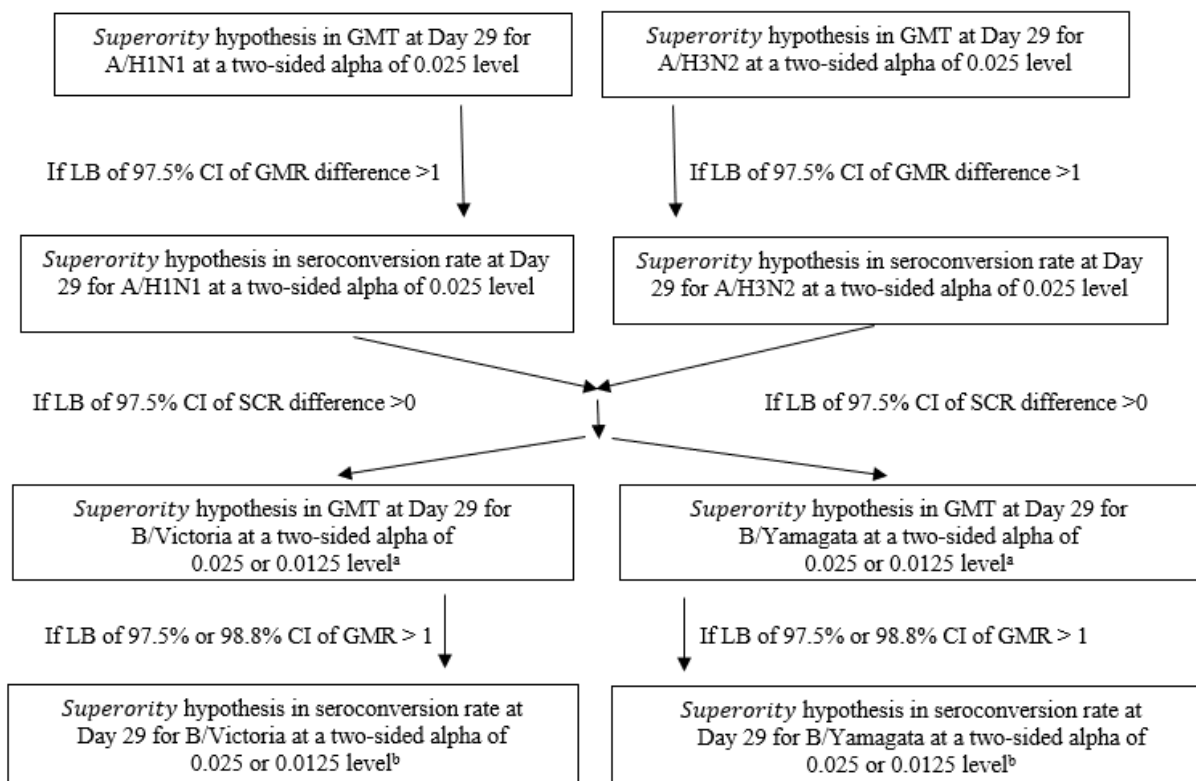 Superority hypothesis in GMT at Day 29 for
A/H1N1 at a two-sided alpha of 0.025 level
Superority hypothesis in GMT at Day 29 for
A/H3N2 at a two-sided alpha of 0.025 level
If LB of 97.5% CI of GMR difference >1
If LB of 97.5% CI of GMR difference >1
Superority hypothesis in seroconversion rate at Day
29 for A/H1N1 at a two-sided alpha of 0.025 level
Superority hypothesis in seroconversion rate at Day
29 for A/H3N2 at a two-sided alpha of 0.025 level
If LB of 97.5% CI of SCR difference >0
If LB of 97.5% CI of SCR difference >0
Superority hypothesis in GMT at Day 29 for
B/Victoria at a two-sided alpha of
0.025 or 0.0125 levelᵃ
Superority hypothesis in GMT at Day 29 for
B/Yamagata at a two-sided alpha of
0.025 or 0.0125 levelᵃ
If LB of 97.5% or 98.8% CI of GMR > 1
If LB of 97.5% or 98.8% CI of GMR > 1
Superority hypothesis in seroconversion rate at
Day 29 for B/Victoria at a two-sided alpha of
0.025 or 0.0125 levelᵇ
Superority hypothesis in seroconversion rate at
Day 29 for B/Yamagata at a two-sided alpha of
0.025 or 0.0125 levelᵇ